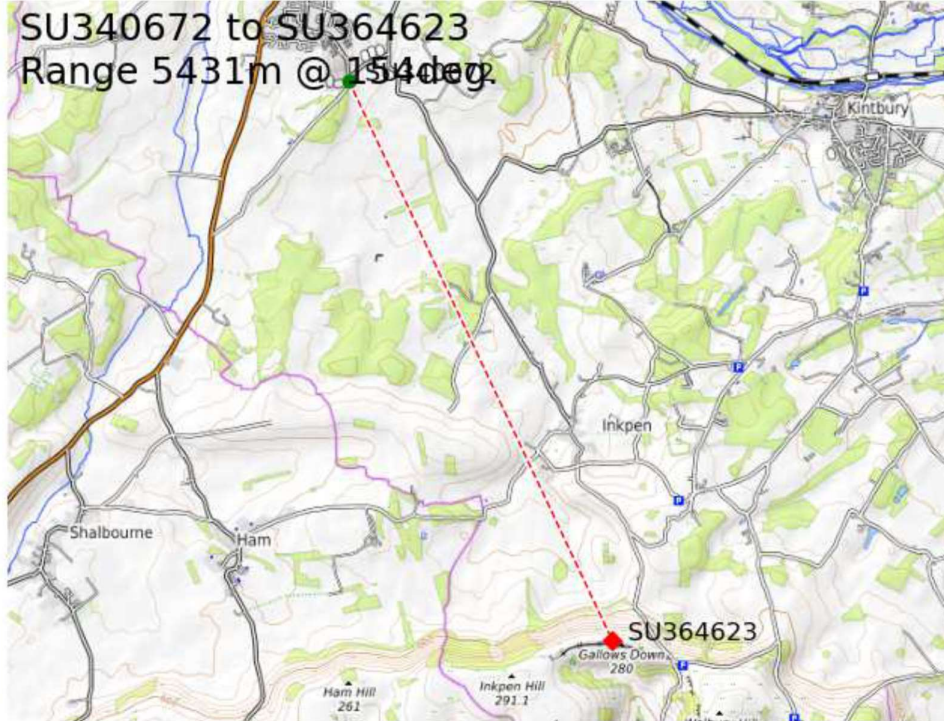 SU340672 to SU364623
Range 5431m @ 154deg.
Kintbury
P
P
Inkpen
P
Shalbourne
Ham
SU364623
Gallows Down
280
P
Ham Hill
261
Inkpen Hill
291.1
P